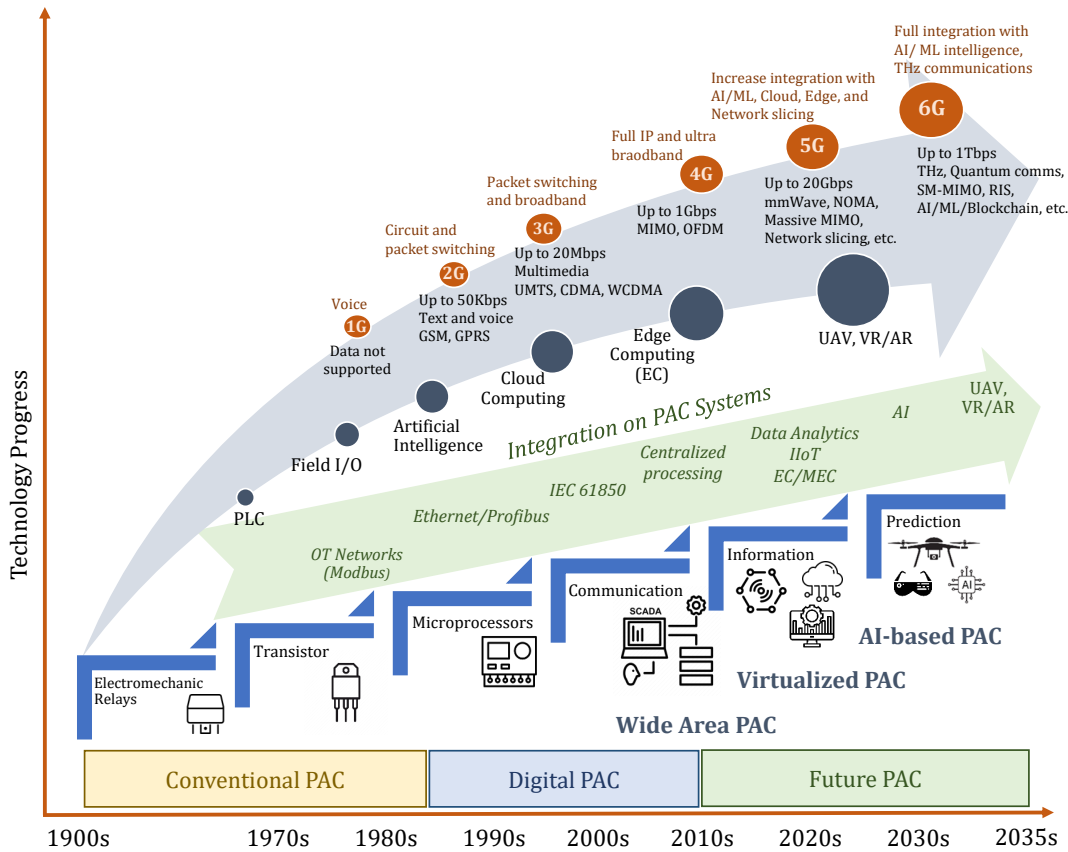 Full integration with
AI/ ML intelligence,
THz communications
6G
Up to 1Tbps
THz, Quantum comms,
SM-MIMO, RIS,
AI/ML/Blockchain, etc.
Increase integration with
AI/ML, Cloud, Edge, and
Network slicing
5G
Up to 20Gbps
mmWave, NOMA,
Massive MIMO,
Network slicing, etc.
Full IP and ultra
braodband
4G
Up to 1Gbps
MIMO, OFDM
Packet switching
and broadband
3G
Up to 20Mbps
Multimedia
UMTS, CDMA, WCDMA
Circuit and
packet switching
2G
Up to 50Kbps
Text and voice
GSM, GPRS
Voice
1G
Data not
supported
UAV, VR/AR
Edge
Computing
(EC)
Cloud
Computing
Artificial
Intelligence
Field I/O
PLC
Integration on PAC Systems
UAV,
VR/AR
AI
Data Analytics
IIoT
EC/MEC
Centralized
processing
IEC 61850
Ethernet/Profibus
OT Networks
(Modbus)
Technology Progress
Prediction
AI
Information
Communication
SCADA
Microprocessors
Transistor
Electromechanic
Relays
AI-based PAC
Virtualized PAC
Wide Area PAC
Conventional PAC
Digital PAC
Future PAC
1900s
1970s
1980s
1990s
2000s
2010s
2020s
2030s
2035s